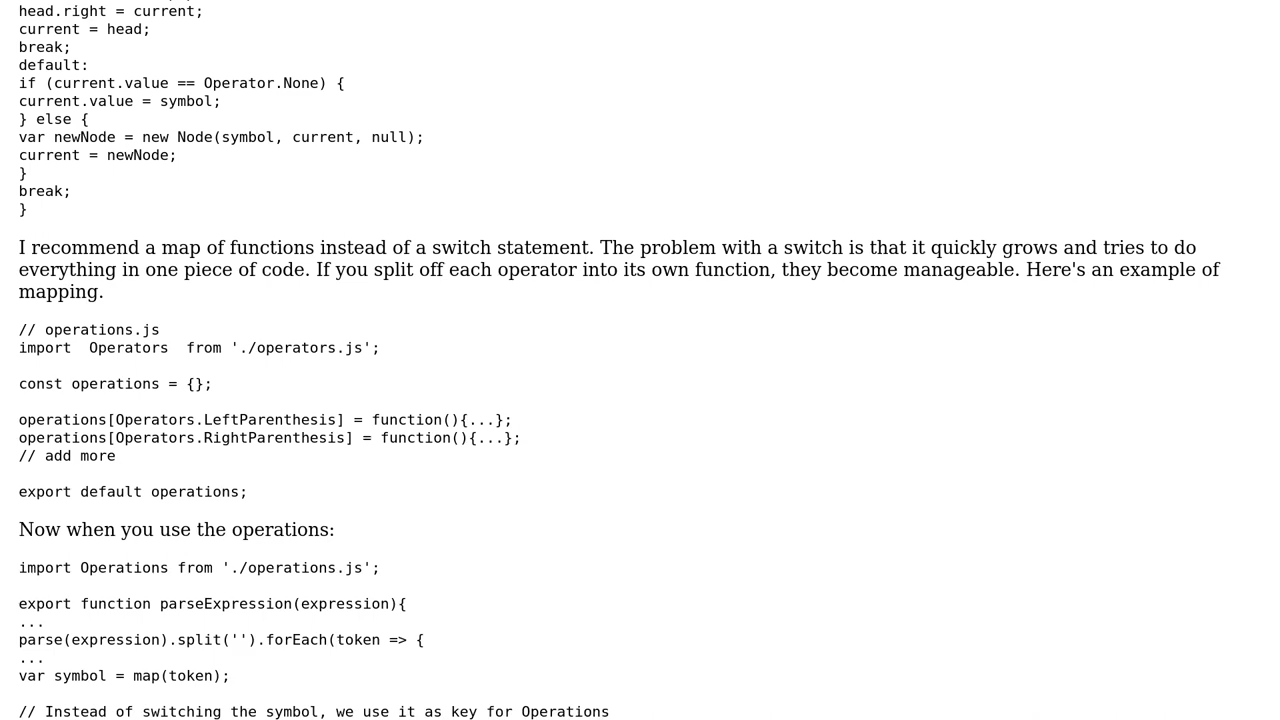 head.right = current;
current = head;
break;
default:
if (current.value == Operator.None) {
current.value = symbol;
} else {
var newNode = new Node(symbol, current, null);
current = newNode;
}
break;
}
I recommend a map of functions instead of a switch statement. The problem with a switch is that it quickly grows and tries to do
everything in one piece of code. If you split off each operator into its own function, they become manageable. Here's an example of
mapping.
// operations.js
import  Operators  from './operators.js';
const operations = {};
operations[Operators.LeftParenthesis] = function(){...};
operations[Operators.RightParenthesis] = function(){...};
// add more
export default operations;
Now when you use the operations:
import Operations from './operations.js';
export function parseExpression(expression){
...
parse(expression).split('').forEach(token => {
...
var symbol = map(token);
// Instead of switching the symbol, we use it as key for Operations